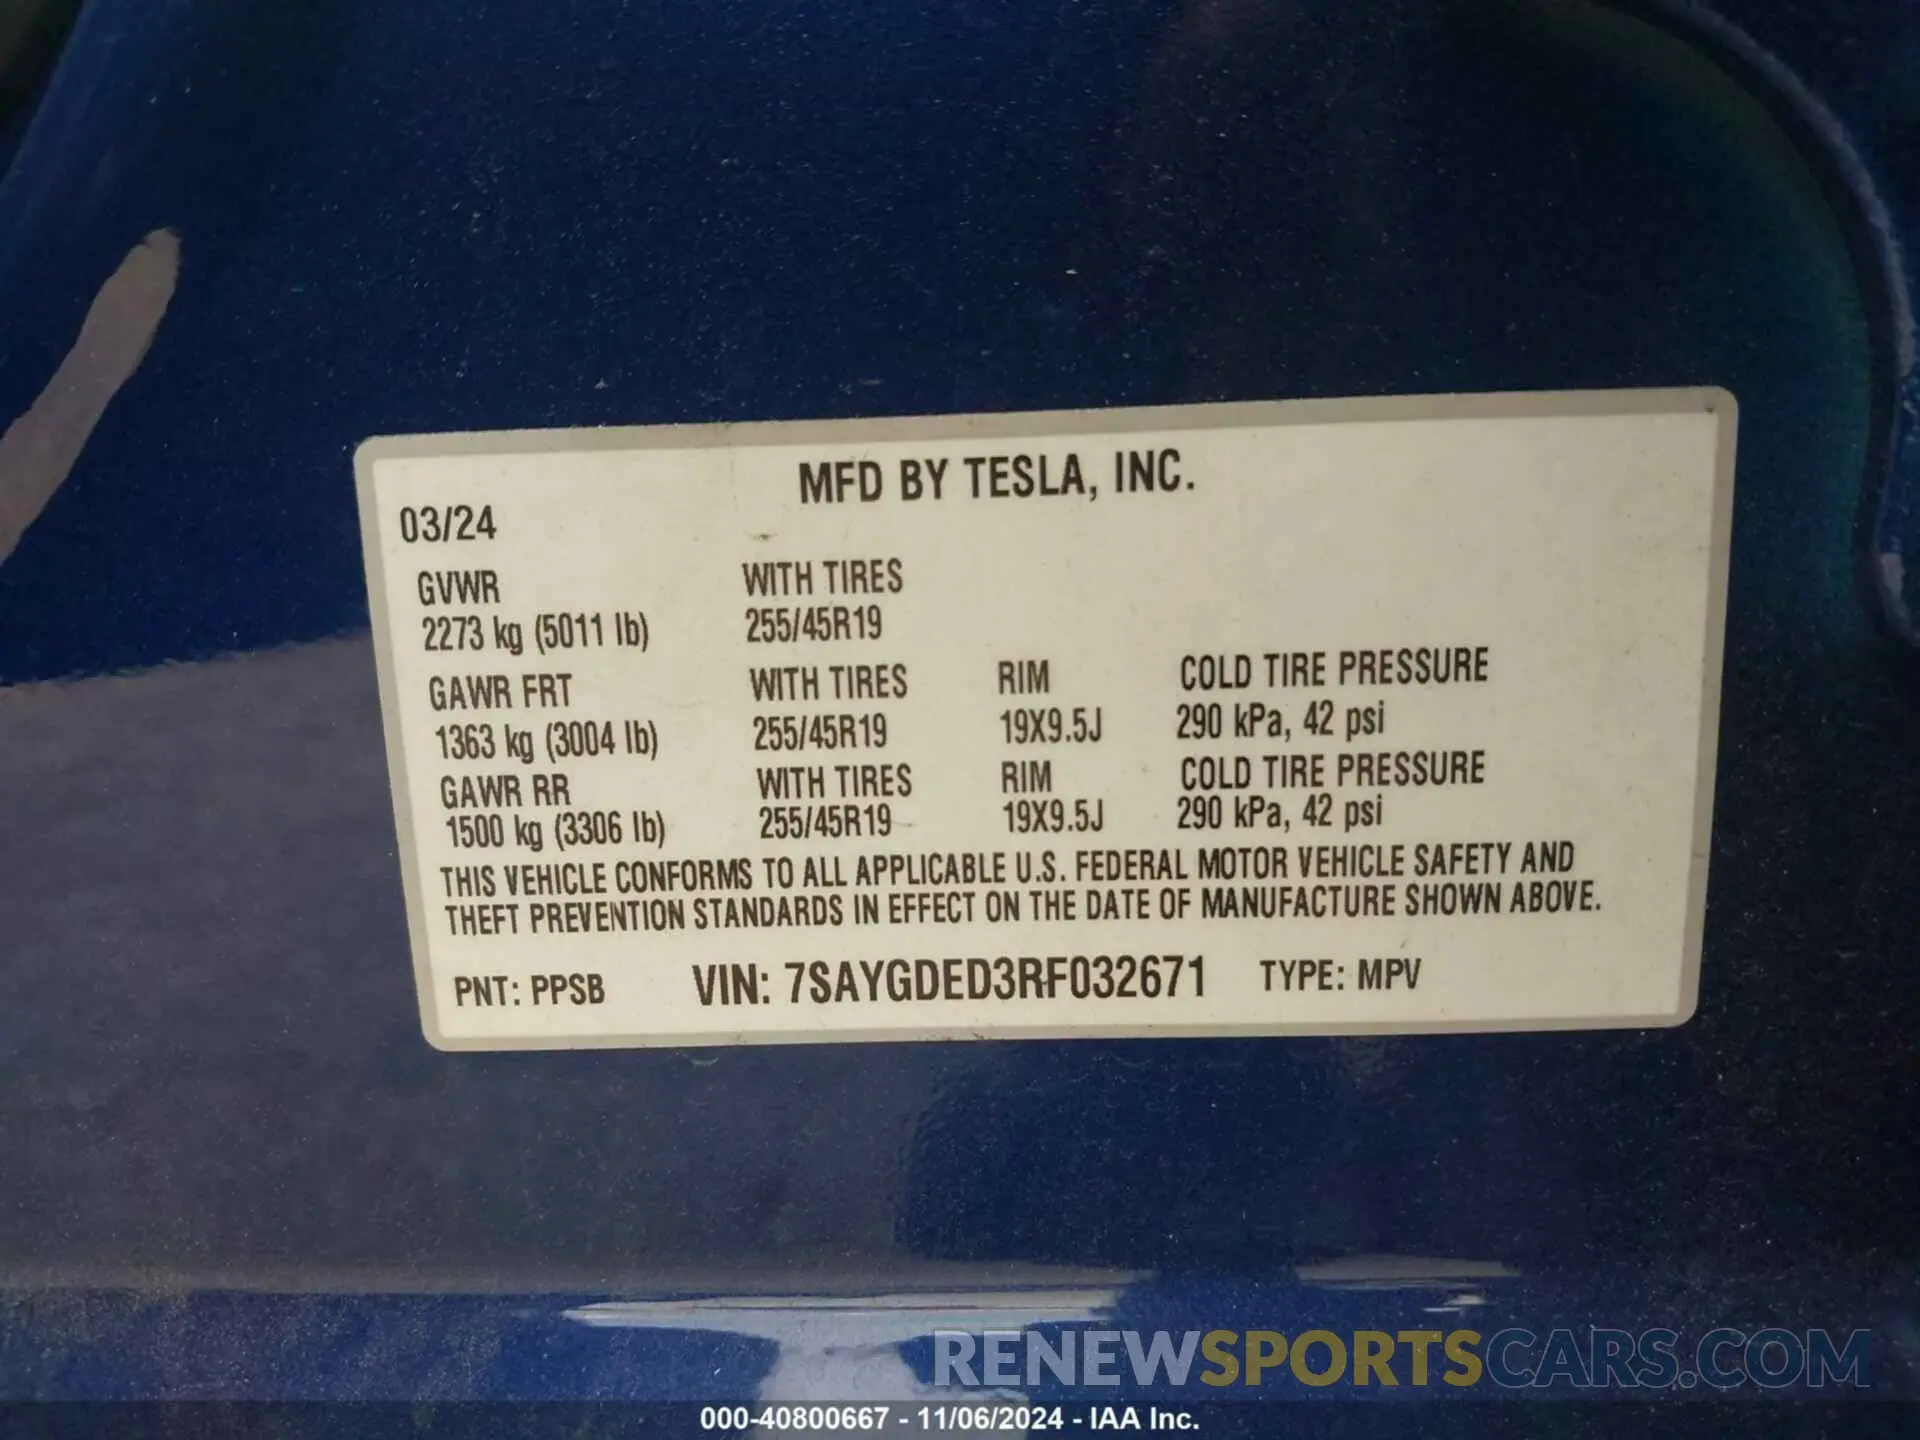 MFD BY TESLA, INC.
03/24
GVWR WITH TIRES
2273 kg (5011 lb) 255/45R19
GAWR FRT WITH TIRES RIM COLD TIRE PRESSURE
1363 kg (3004 lb) 255/45R19 19X9.5J 290 kPa, 42 psi
GAWR RR WITH TIRES RIM COLD TIRE PRESSURE
1500 kg (3306 lb) 255/45R19 19X9.5J 290 kPa, 42 psi
THIS VEHICLE CONFORMS TO ALL APPLICABLE U.S. FEDERAL MOTOR VEHICLE SAFETY AND
THEFT PREVENTION STANDARDS IN EFFECT ON THE DATE OF MANUFACTURE SHOWN ABOVE.
PNT: PPSB VIN: 7SAYGDED3RF032671 TYPE: MPV
RENEWSPORTSCARS.COM
000-40800667 - 11/06/2024 - IAA Inc.